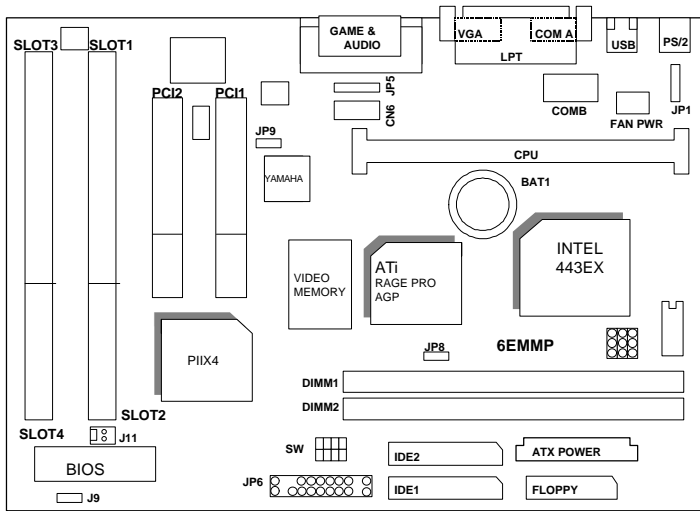 GAME &
AUDIO
VGA
COM A
LPT
USB
PS/2
SLOT3
SLOT1
PCI2
PCI1
JP5
CN6
COMB
FAN PWR
JP1
JP9
CPU
YAMAHA
BAT1
INTEL
443EX
VIDEO
MEMORY
ATi
RAGE PRO
AGP
PIIX4
JP8
6EMMP
DIMM1
DIMM2
SLOT2
SLOT4
J11
BIOS
J9
SW
JP6
IDE2
IDE1
ATX POWER
FLOPPY